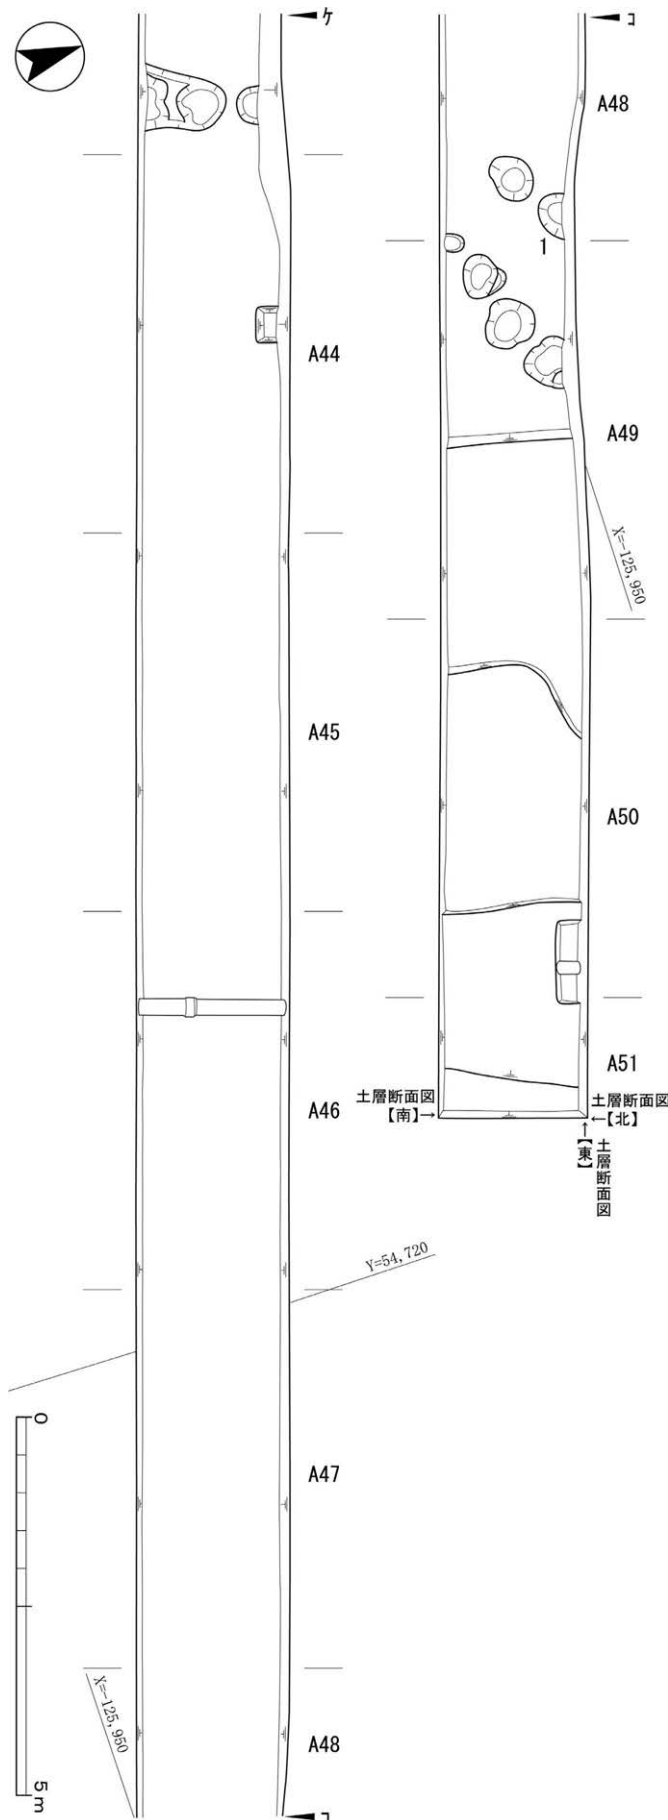 ケ
A44
A45
A46
Y=54,720
A47
X=-125,950
A48
コ
0
5m
コ
A48
1
A49
X=-125,950
A50
A51
土層断面図
【南】→
土層断面図
←【北】
↑
【東】
土層断面図